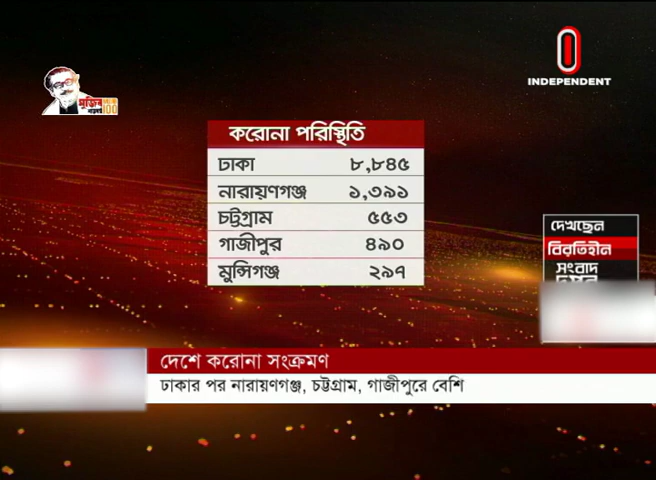 INDEPENDENT
মুজিব
100
করোনা পরিস্থিতি
ঢাকা ৮,৮৪৫
নারায়ণগঞ্জ ১,৩৯১
চট্টগ্রাম ৫৫৩
গাজীপুর ৪৯০
মুন্সিগঞ্জ ২৯৭
দেখছেন
বিরতিহীন
সংবাদ
দেশে করোনা সংক্রমণ
ঢাকার পর নারায়ণগঞ্জ, চট্টগ্রাম, গাজীপুরে বেশি